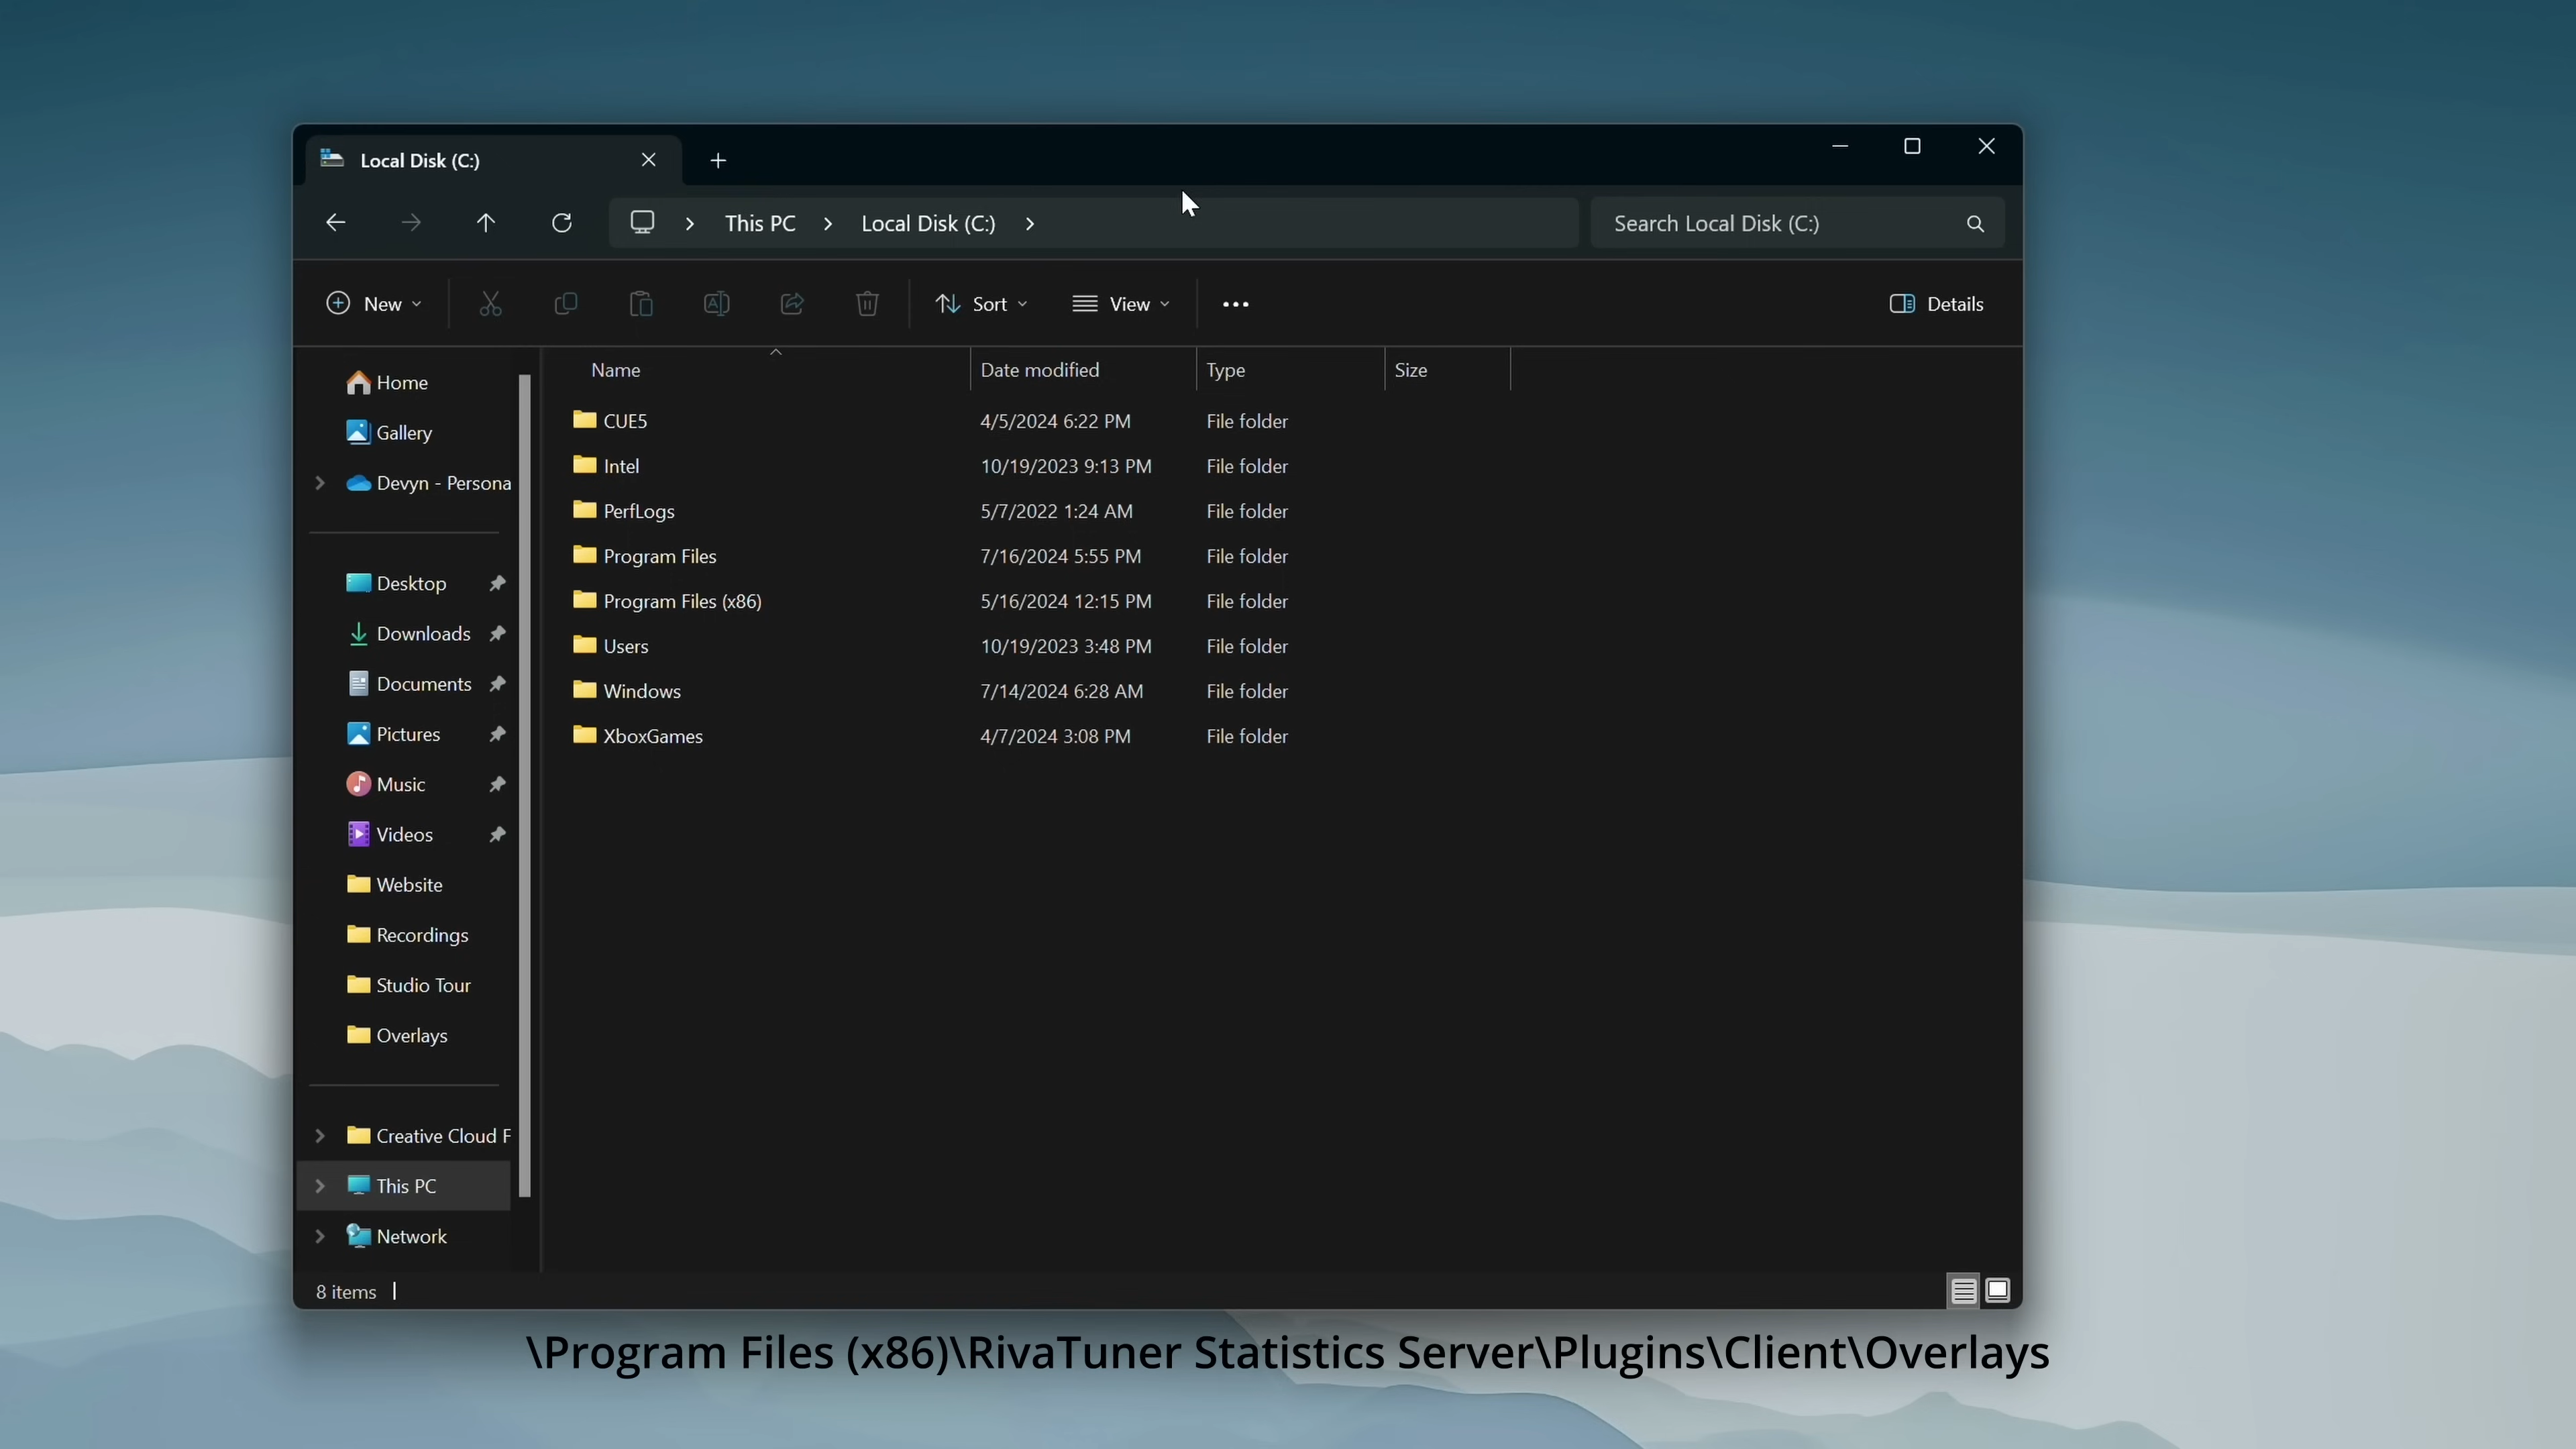 Local Disk (C:)
This PC > Local Disk (C:) >
Search Local Disk (C:)
New
Sort
View
Details
Name Date modified Type Size
Home
Gallery
Devyn - Persona
Desktop
Downloads
Documents
Pictures
Music
Videos
Website
Recordings
Studio Tour
Overlays
Creative Cloud F
This PC
Network
CUE5 4/5/2024 6:22 PM File folder
Intel 10/19/2023 9:13 PM File folder
PerfLogs 5/7/2022 1:24 AM File folder
Program Files 7/16/2024 5:55 PM File folder
Program Files (x86) 5/16/2024 12:15 PM File folder
Users 10/19/2023 3:48 PM File folder
Windows 7/14/2024 6:28 AM File folder
XboxGames 4/7/2024 3:08 PM File folder
8 items
\Program Files (x86)\RivaTuner Statistics Server\Plugins\Client\Overlays